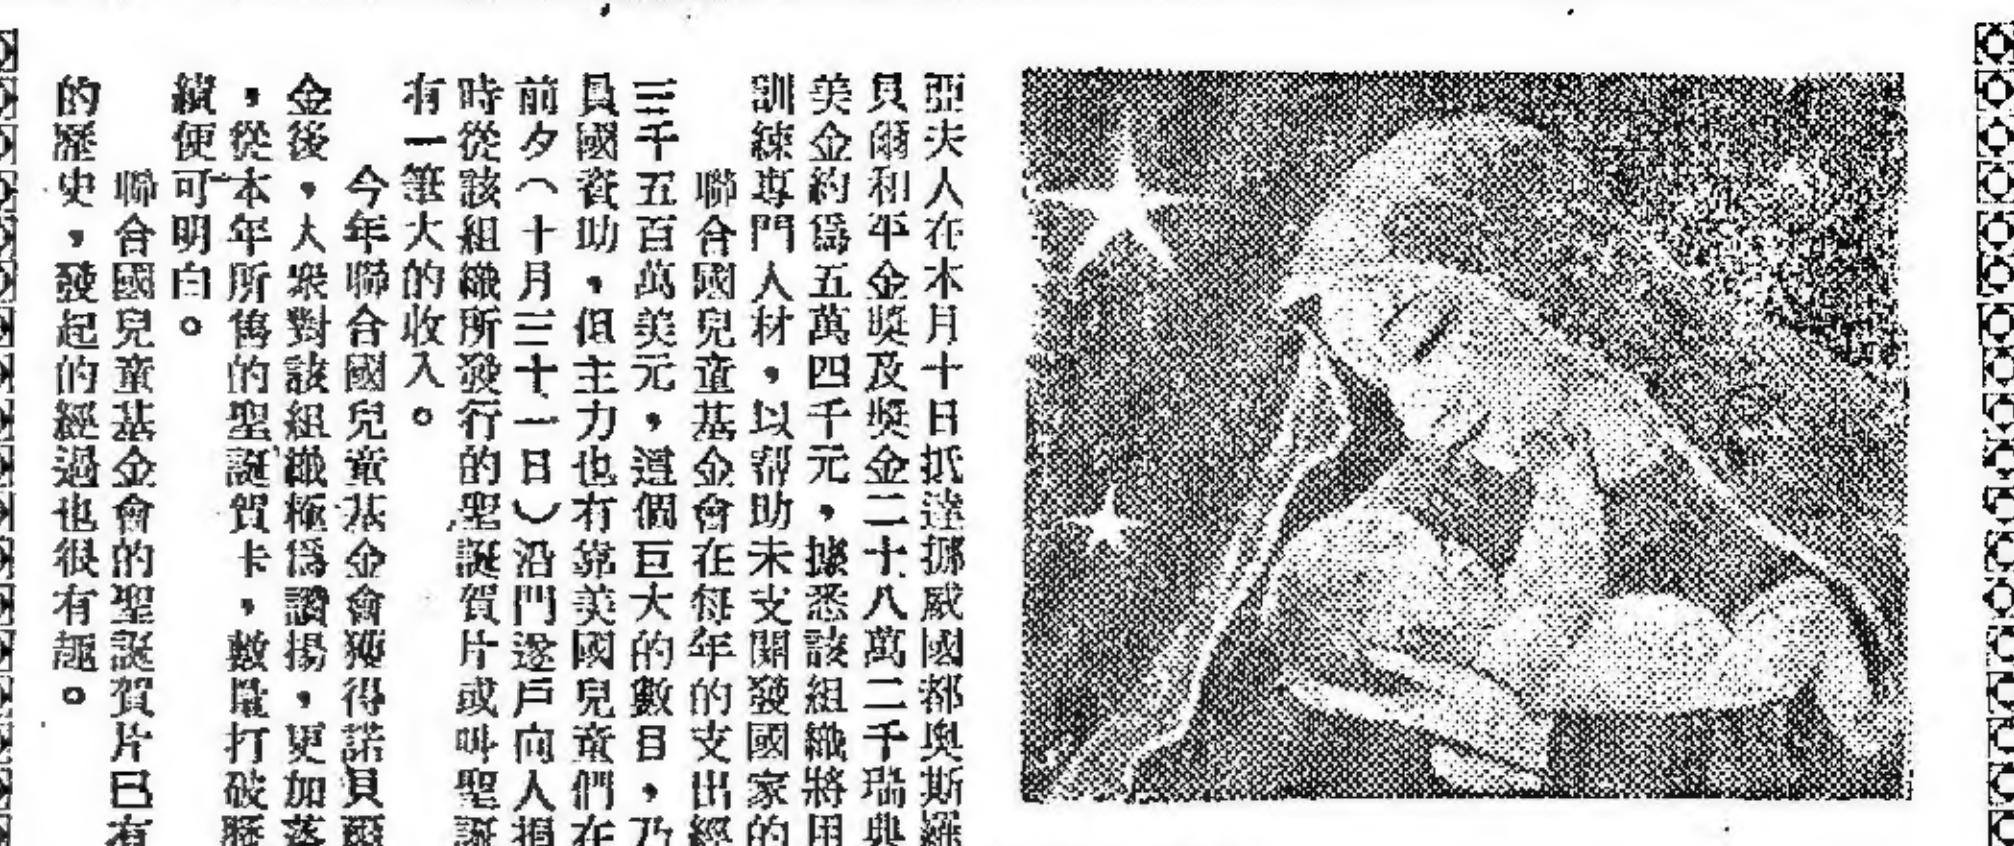 亞夫人在本月十日抵達挪威國都奧斯羅
貝爾和平金獎及獎金二十八萬二千瑞典
美金約爲五萬四千元，據悉該組織將用
訓練專門人材，以帮助未支開發國家的
聯合國兒童基金會在每年的支出經
三千五百萬美元，這個巨大的數目，乃
員國資助，但主力也有靠美國兒童們在
前夕（十月三十一日）沿門逐戶向人捐
時從該組織所發行的聖誕賀片或叫聖誕
有一筆大的收入。
今年聯合國兒童基金會獲得諾貝爾
金後，大衆對該組織極爲讚揚，更加落
，從本年所售的聖誕賀卡，數量打破歷
績便可明白。
聯合國兒童基金會的聖誕賀片已有
的歷史，發起的經過也很有趣。